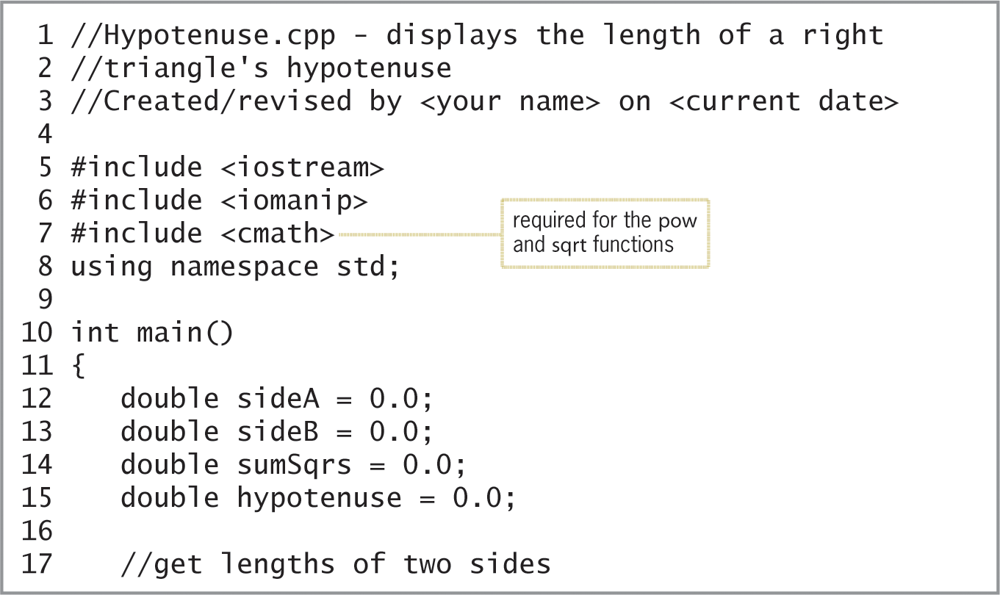 1 //Hypotenuse.cpp - displays the length of a right
2 //triangle's hypotenuse
3 //Created/revised by <your name> on <current date>
4
5 #include <iostream>
6 #include <iomanip>
7 #include <cmath>
required for the pow
and sqrt functions
8 using namespace std;
9
10 int main()
11 {
12    double sideA = 0.0;
13    double sideB = 0.0;
14    double sumSqrs = 0.0;
15    double hypotenuse = 0.0;
16
17    //get lengths of two sides